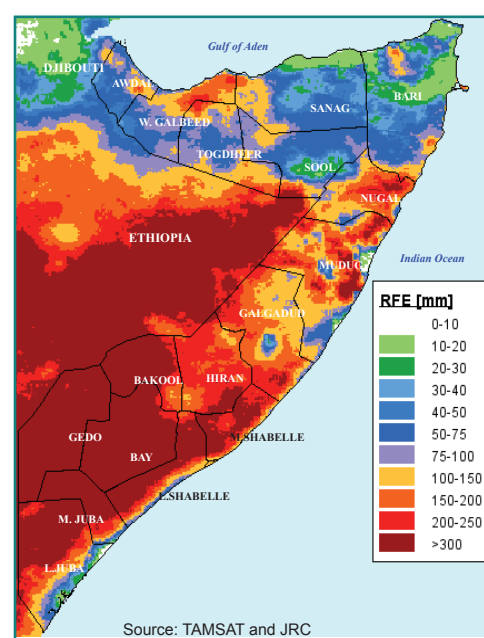 Gulf of Aden
DJIBOUTI
AWDAL
BARI
SANAG
W. GALBEED
TOGDHEER
SOOL
NUGAL
ETHIOPIA
Indian Ocean
MUDUG
RFE [mm]
0-10
10-20
20-30
30-40
40-50
50-75
75-100
100-150
150-200
200-250
>300
GALGADUD
BAKOOL
HIRAN
GEDO
M.SHABELLE
BAY
L.SHABELLE
M. JUBA
L.JUBA
Source: TAMSAT and JRC